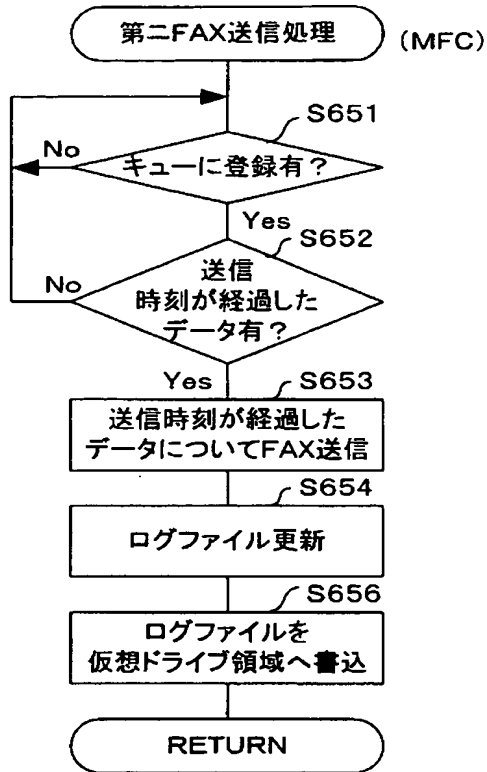 第二FAX送信処理
(MFC)
S651
No
キューに登録有？
Yes
S652
No
送信
時刻が経過した
データ有？
Yes
S653
送信時刻が経過した
データについてFAX送信
S654
ログファイル更新
S656
ログファイルを
仮想ドライブ領域へ書込
RETURN